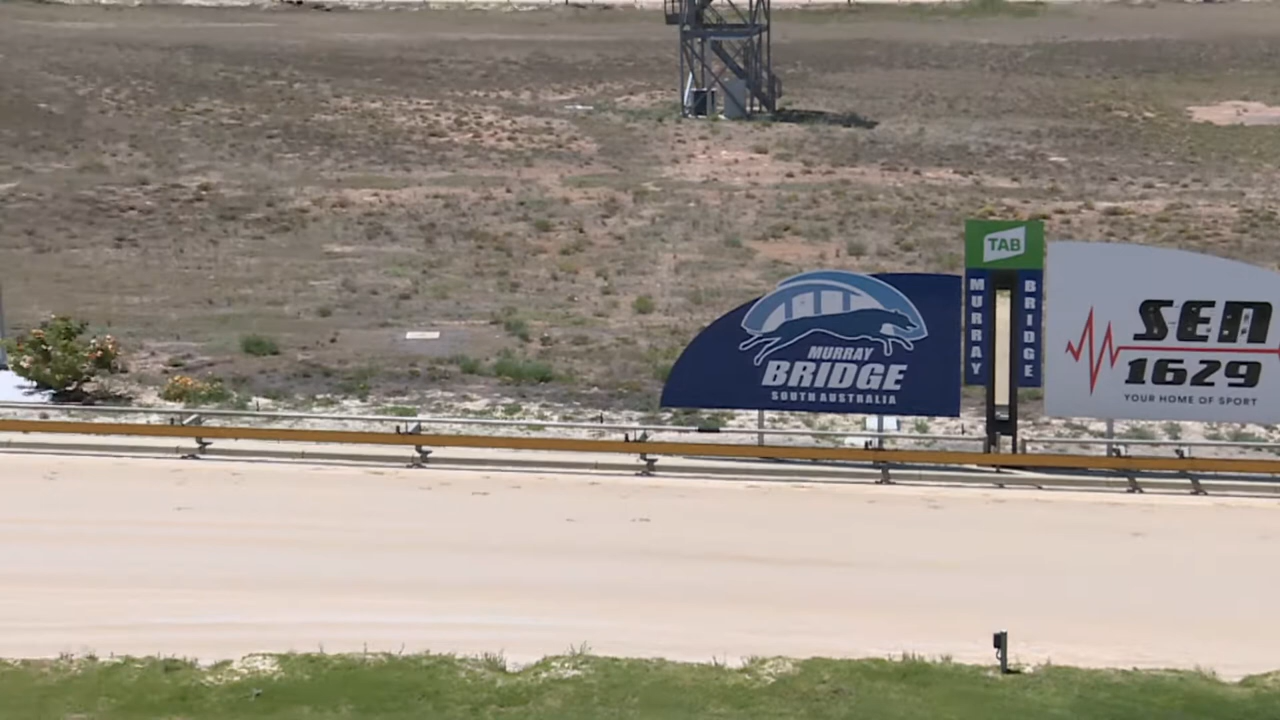 TAB
MURRAY
BRIDGE
MURRAY
BRIDGE
SOUTH AUSTRALIA
SEN
1629
YOUR HOME OF SPORT